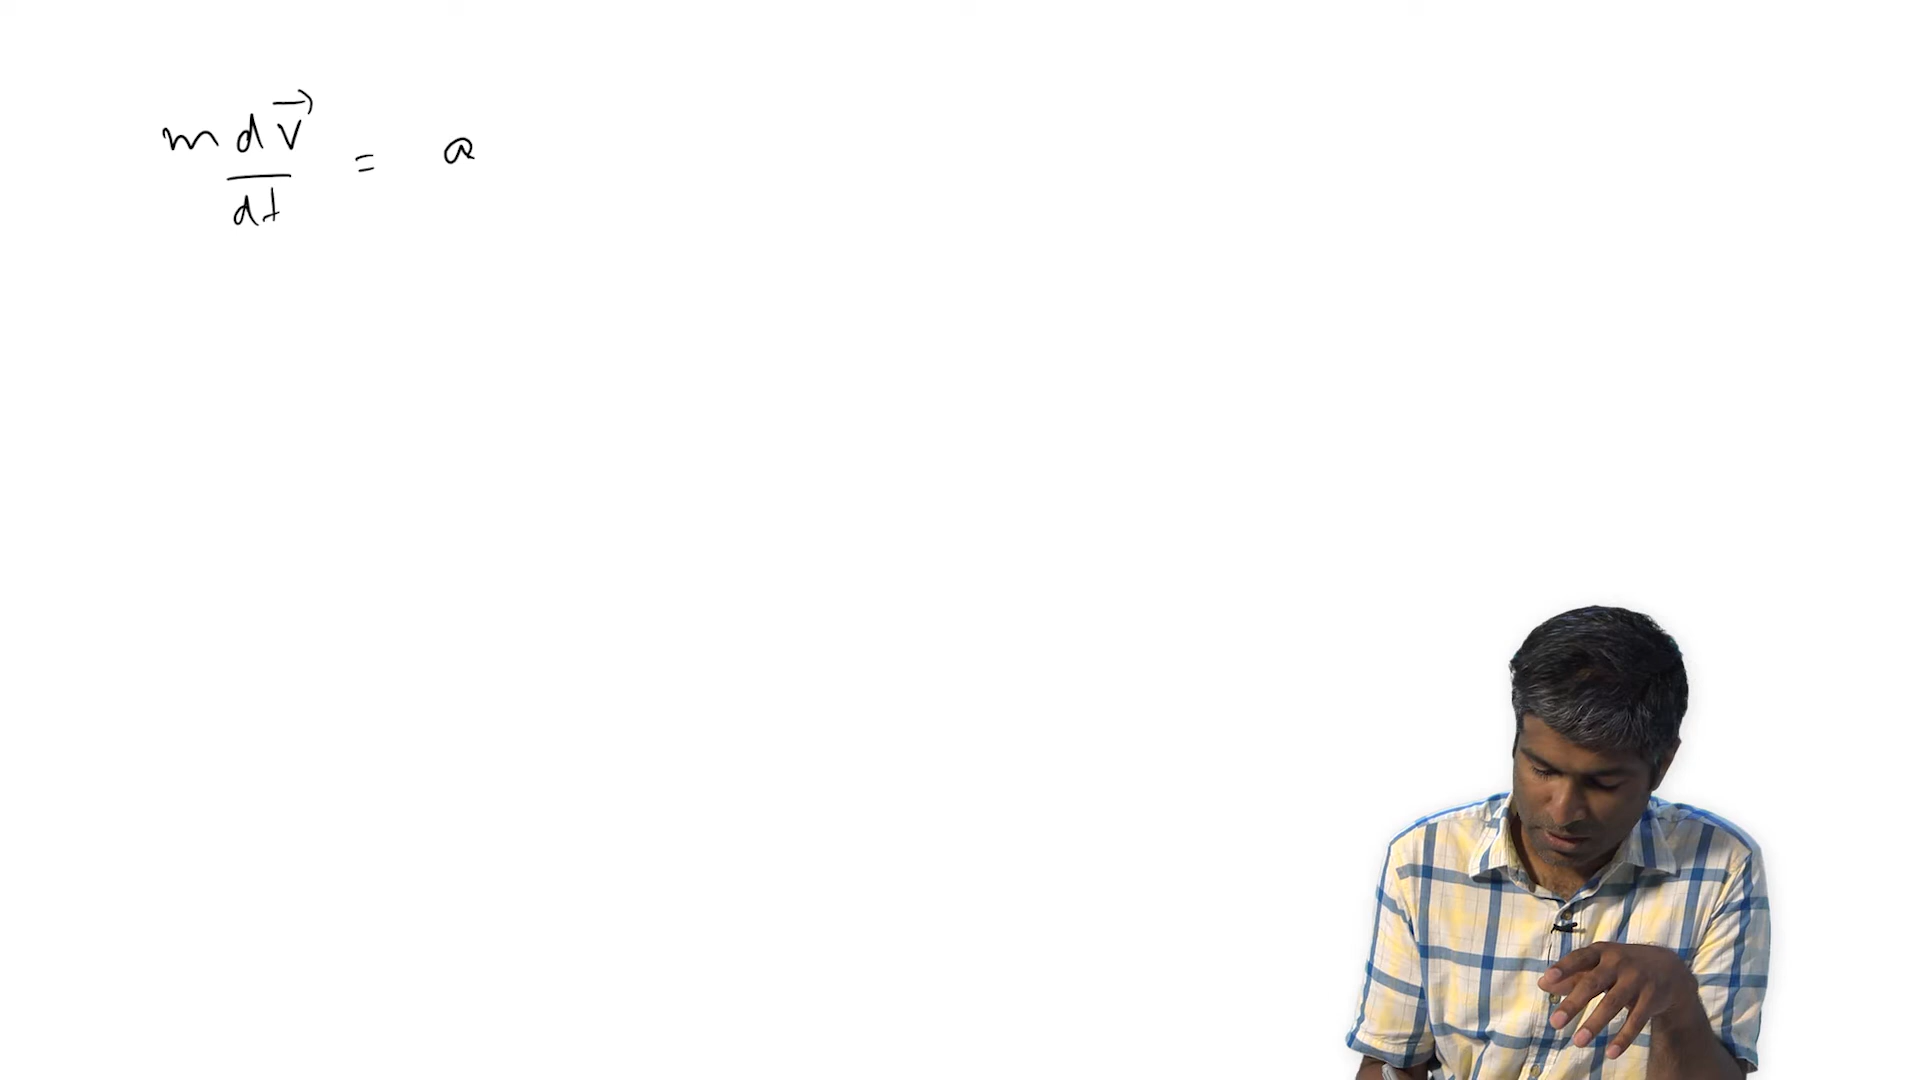 m dv⃗/dt = a